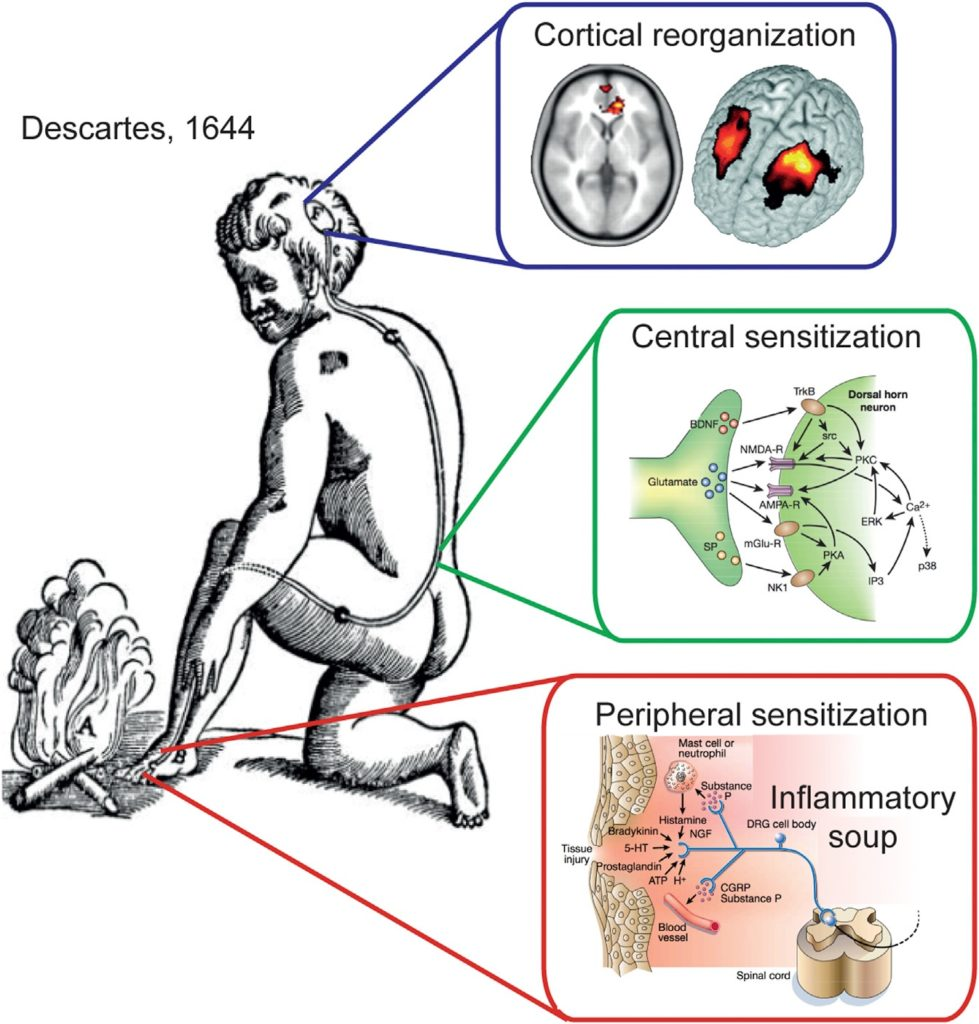 Cortical reorganization
Descartes, 1644
Central sensitization
TrkB
Dorsal horn
neuron
BDNF
src
NMDA-R
PKC
Glutamate
AMPA-R
Ca²⁺
ERK
mGlu-R
SP
PKA
p38
IP3
NK1
A
B
Peripheral sensitization
Mast cell or
neutrophil
Substance
P
Inflammatory
soup
Histamine
NGF
DRG cell body
Bradykinin
5-HT
Tissue
injury
Prostaglandin
ATP
H⁺
CGRP
Substance P
Blood
vessel
Spinal cord